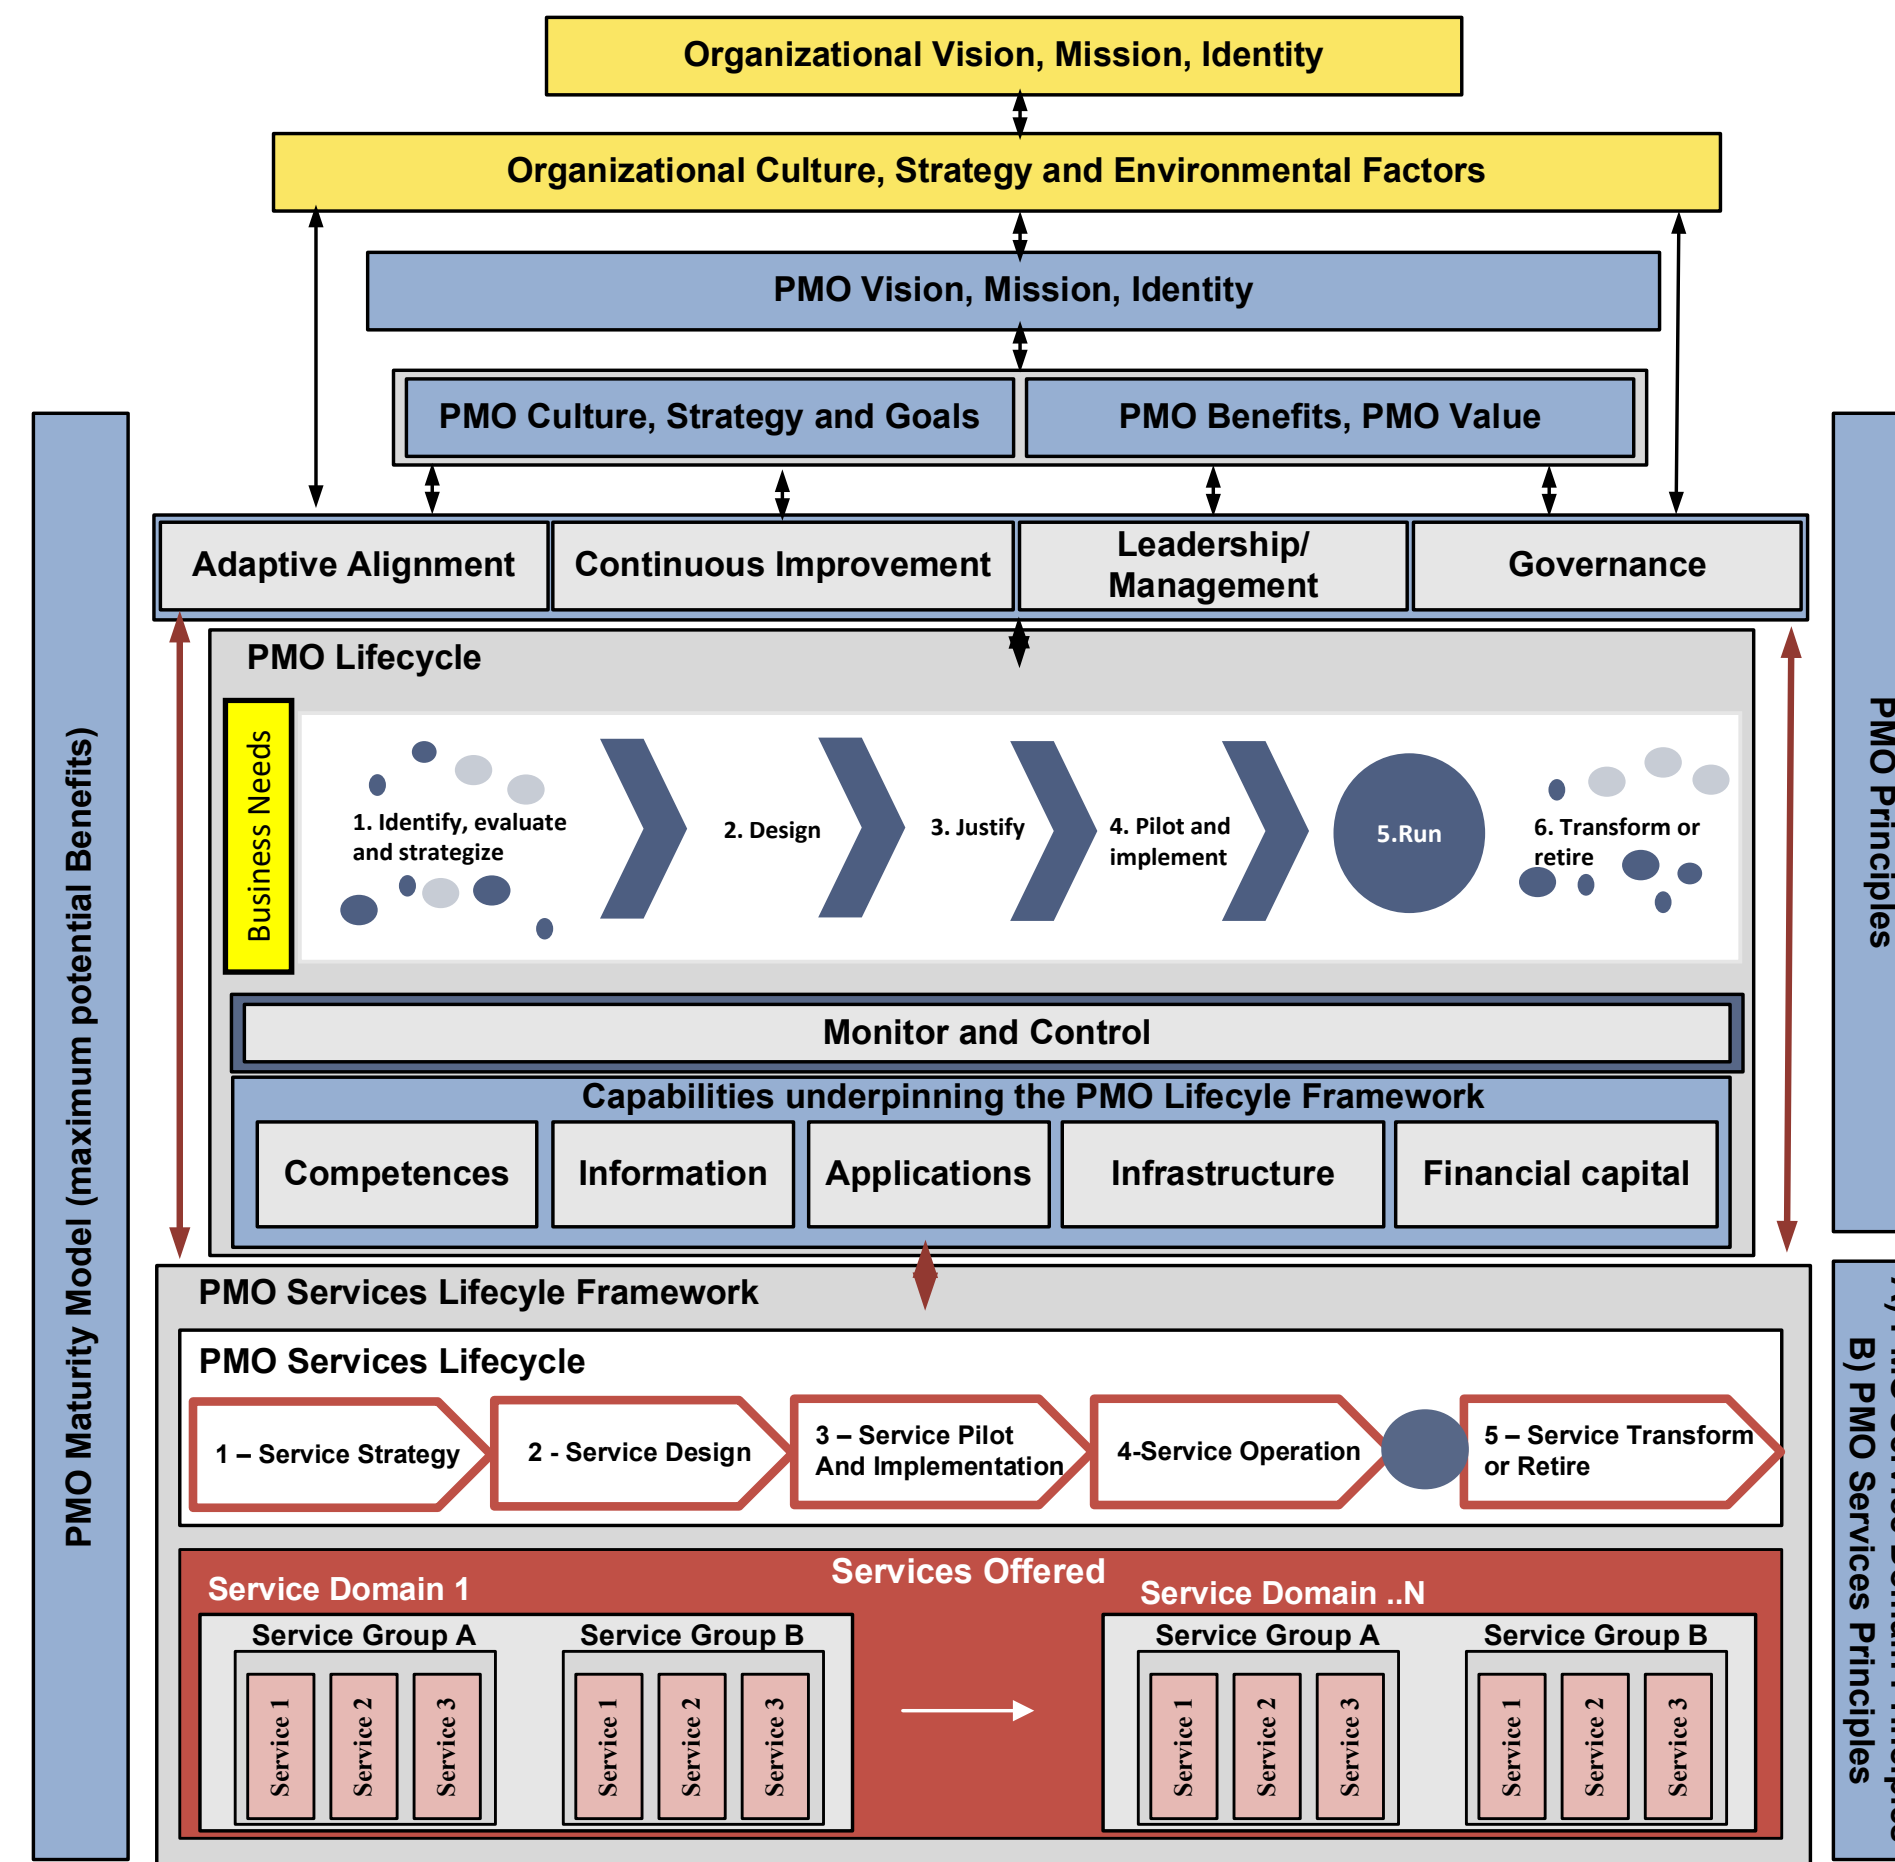 Organizational Vision, Mission, Identity
Organizational Culture, Strategy and Environmental Factors
PMO Vision, Mission, Identity
PMO Culture, Strategy and Goals
PMO Benefits, PMO Value
Adaptive Alignment
Continuous Improvement
Leadership/
Management
Governance
PMO Maturity Model (maximum potential Benefits)
PMO Principles
PMO Lifecycle
Business Needs
1. Identify, evaluate
and strategize
2. Design
3. Justify
4. Pilot and
implement
5.Run
6. Transform or
retire
Monitor and Control
Capabilities underpinning the PMO Lifecyle Framework
Competences
Information
Applications
Infrastructure
Financial capital
PMO Services Lifecyle Framework
PMO Services Lifecycle
1 – Service Strategy
2 - Service Design
3 – Service Pilot
And Implementation
4-Service Operation
5 – Service Transform
or Retire
B) PMO Services Principles
Services Offered
Service Domain 1
Service Group A
Service 1
Service 2
Service 3
Service Group B
Service 1
Service 2
Service 3
Service Domain ..N
Service Group A
Service 1
Service 2
Service 3
Service Group B
Service 1
Service 2
Service 3